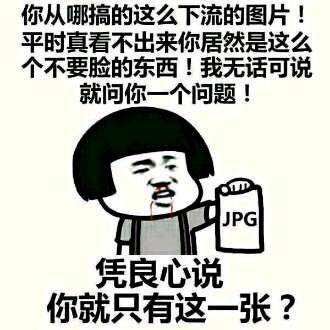 你从哪搞的这么下流的图片！
平时真看不出来你居然是这么
个不要脸的东西！我无话可说
就问你一个问题！
JPG
凭良心说
你就只有这一张？